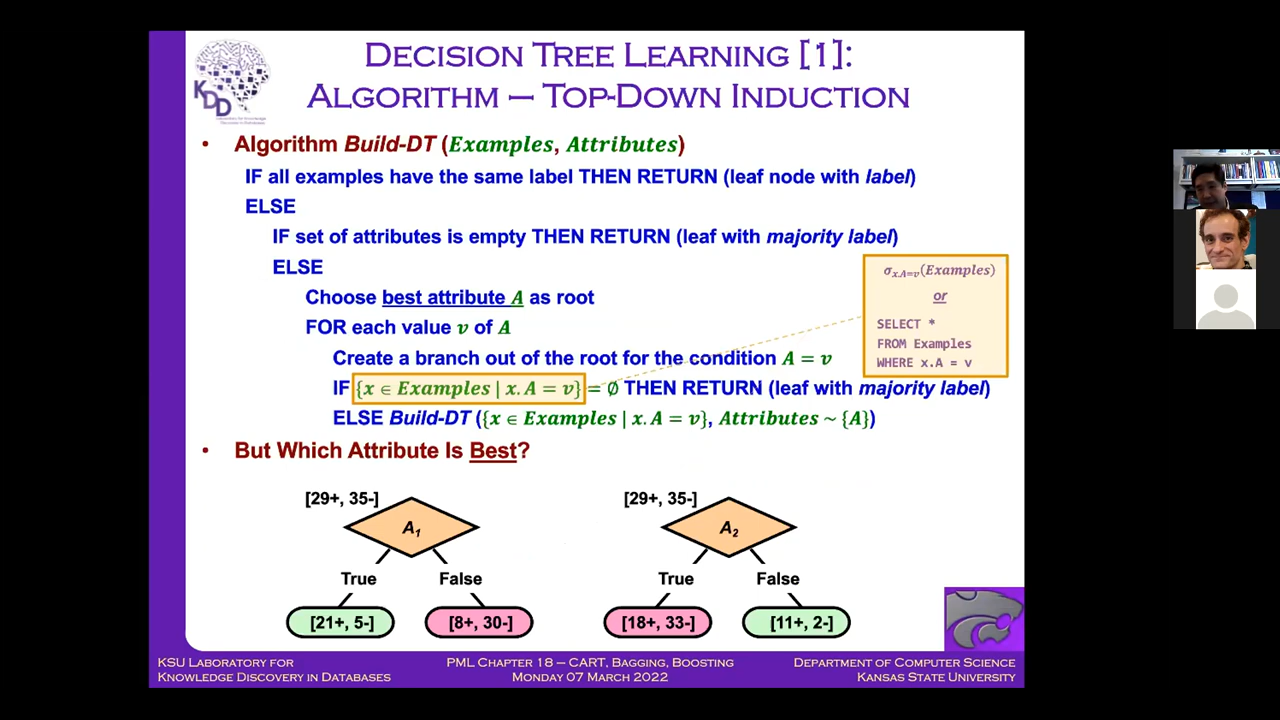 DECISION TREE LEARNING [1]:
ALGORITHM – TOP-DOWN INDUCTION
KDD
• Algorithm Build-DT (Examples, Attributes)
IF all examples have the same label THEN RETURN (leaf node with label)
ELSE
IF set of attributes is empty THEN RETURN (leaf with majority label)
ELSE
Choose best attribute A as root
FOR each value v of A
Create a branch out of the root for the condition A = v
IF {x ∈ Examples | x.A = v} = ∅ THEN RETURN (leaf with majority label)
ELSE Build-DT ({x ∈ Examples | x.A = v}, Attributes ~ {A})
σx.A=v(Examples)
or
SELECT *
FROM Examples
WHERE x.A = v
• But Which Attribute Is Best?
[29+, 35-]
A1
True False
[21+, 5-] [8+, 30-]
[29+, 35-]
A2
True False
[18+, 33-] [11+, 2-]
KSU LABORATORY FOR
KNOWLEDGE DISCOVERY IN DATABASES
PML CHAPTER 18 – CART, BAGGING, BOOSTING
MONDAY 07 MARCH 2022
DEPARTMENT OF COMPUTER SCIENCE
KANSAS STATE UNIVERSITY